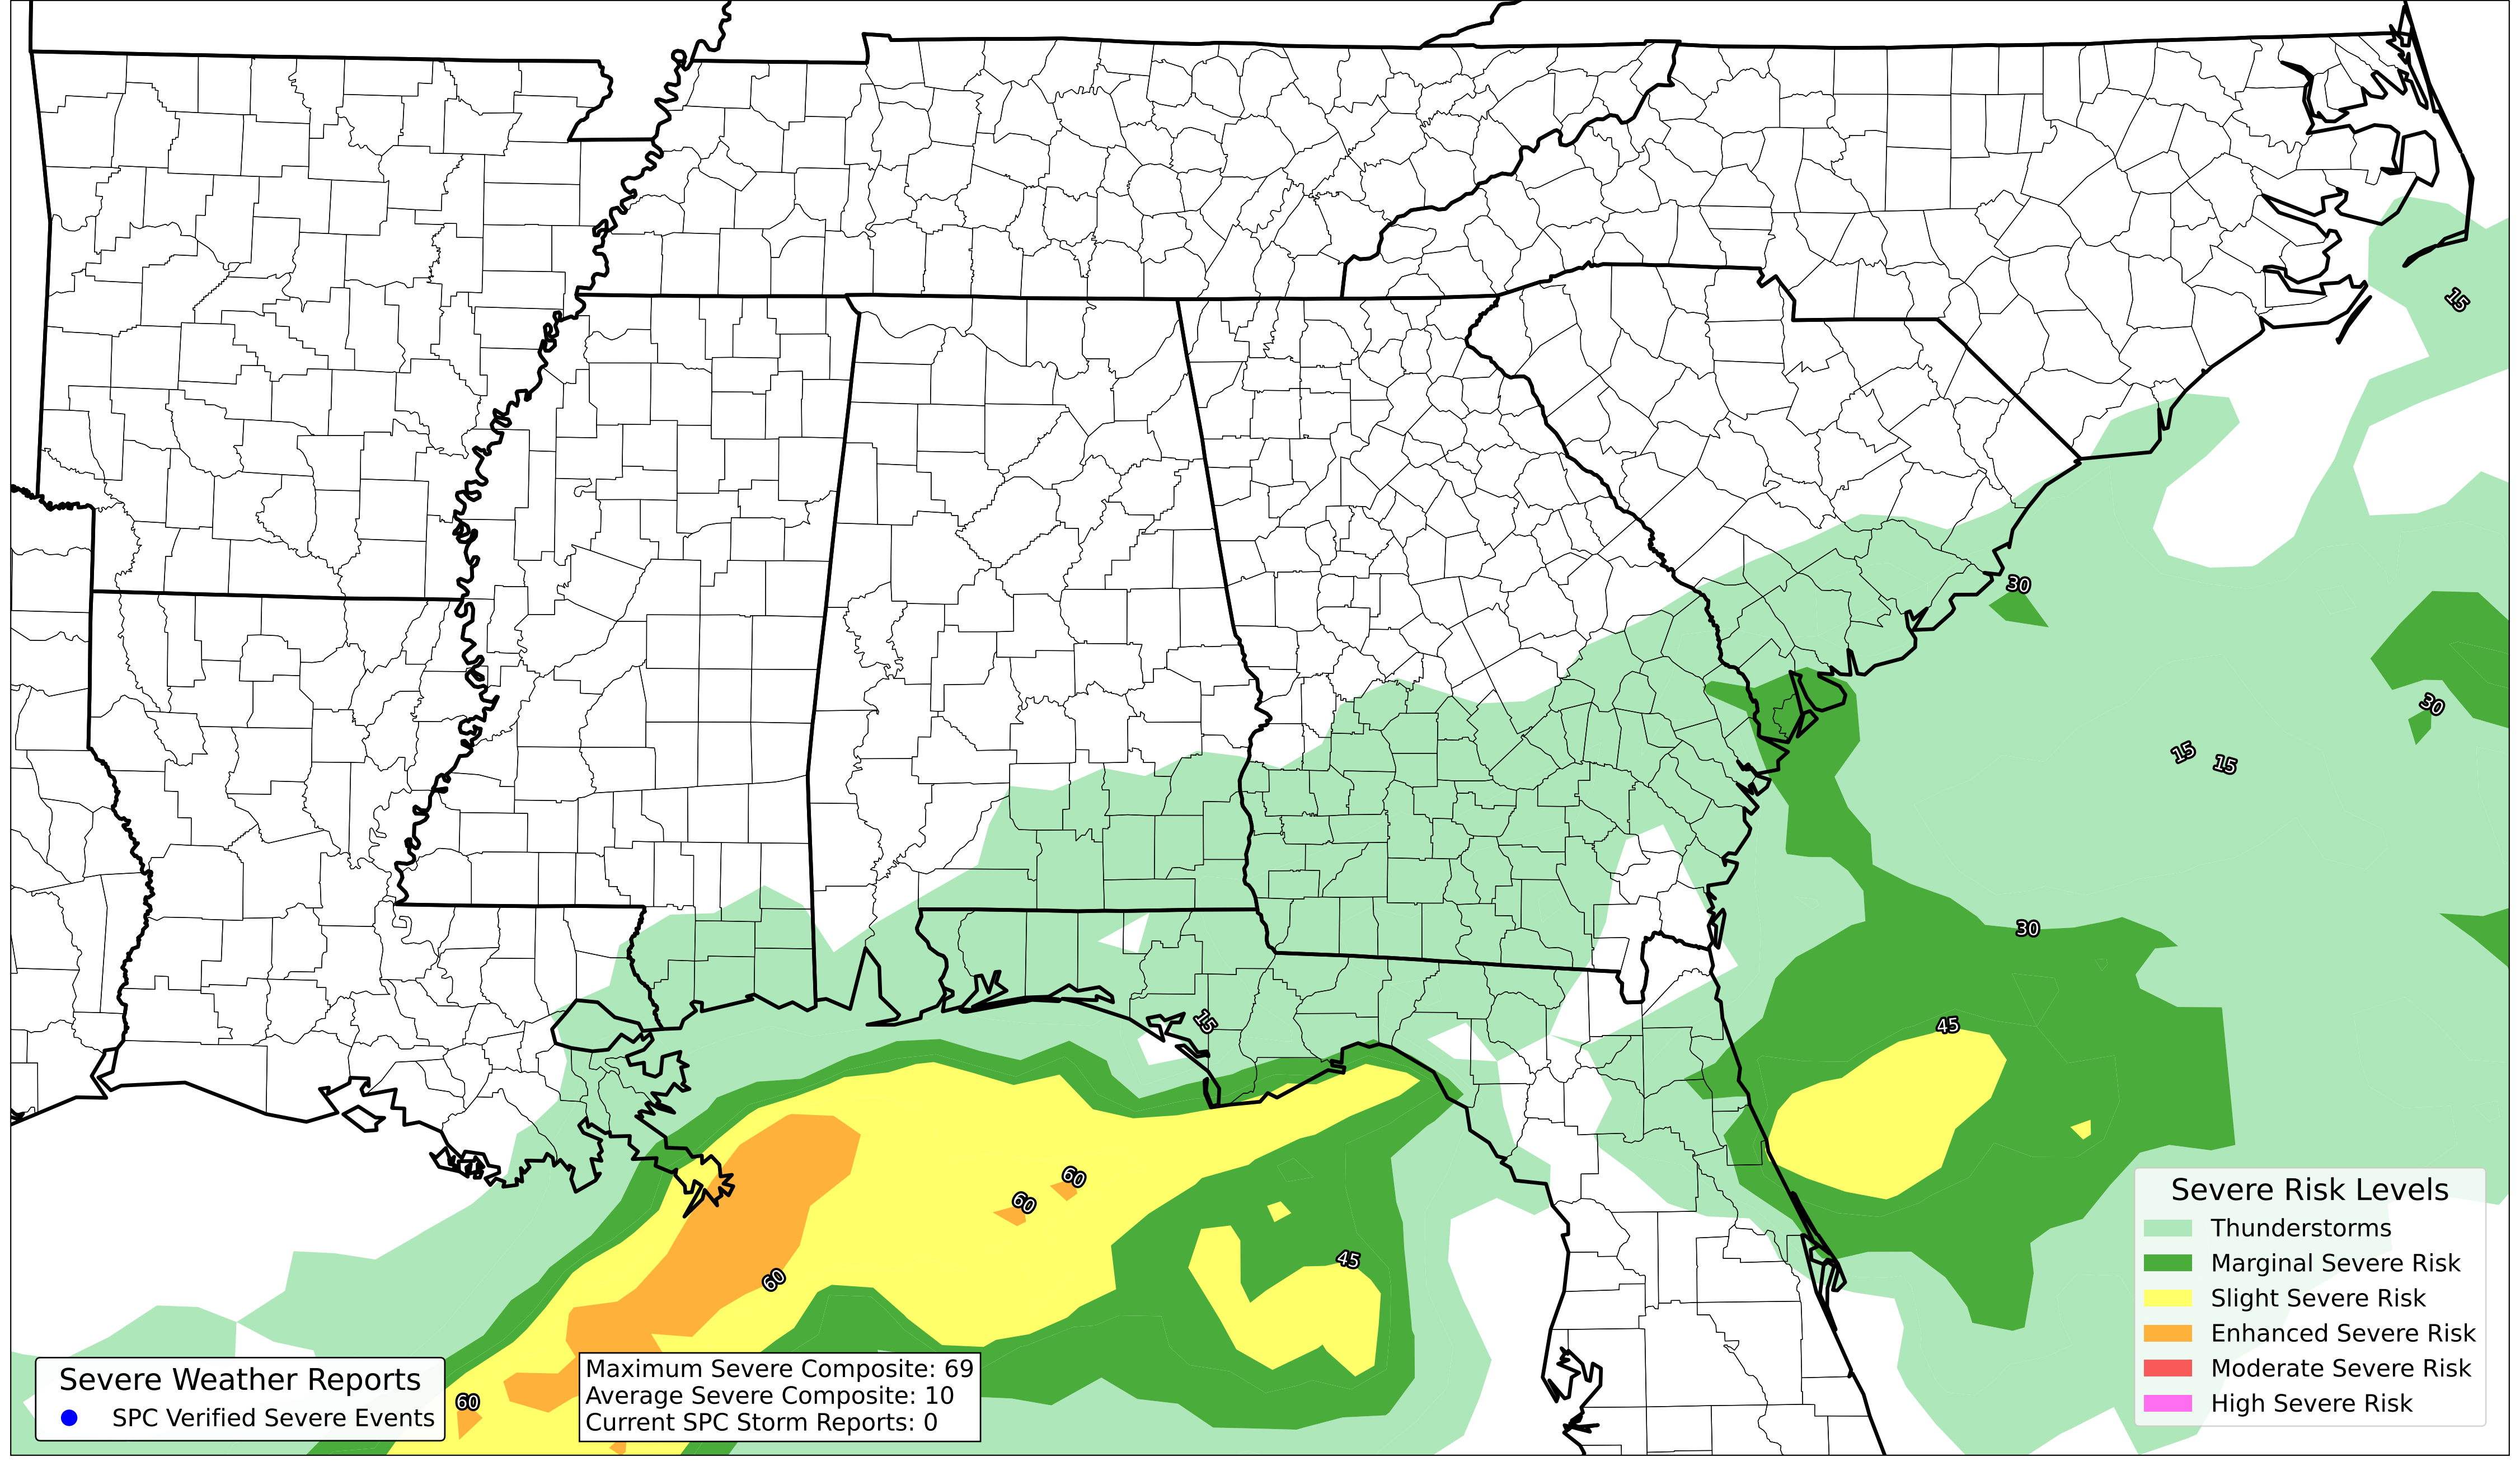 15
30
30
15
15
30
45
15
60
60
60
45
60
Severe Weather Reports
SPC Verified Severe Events
Maximum Severe Composite: 69
Average Severe Composite: 10
Current SPC Storm Reports: 0
Severe Risk Levels
Thunderstorms
Marginal Severe Risk
Slight Severe Risk
Enhanced Severe Risk
Moderate Severe Risk
High Severe Risk